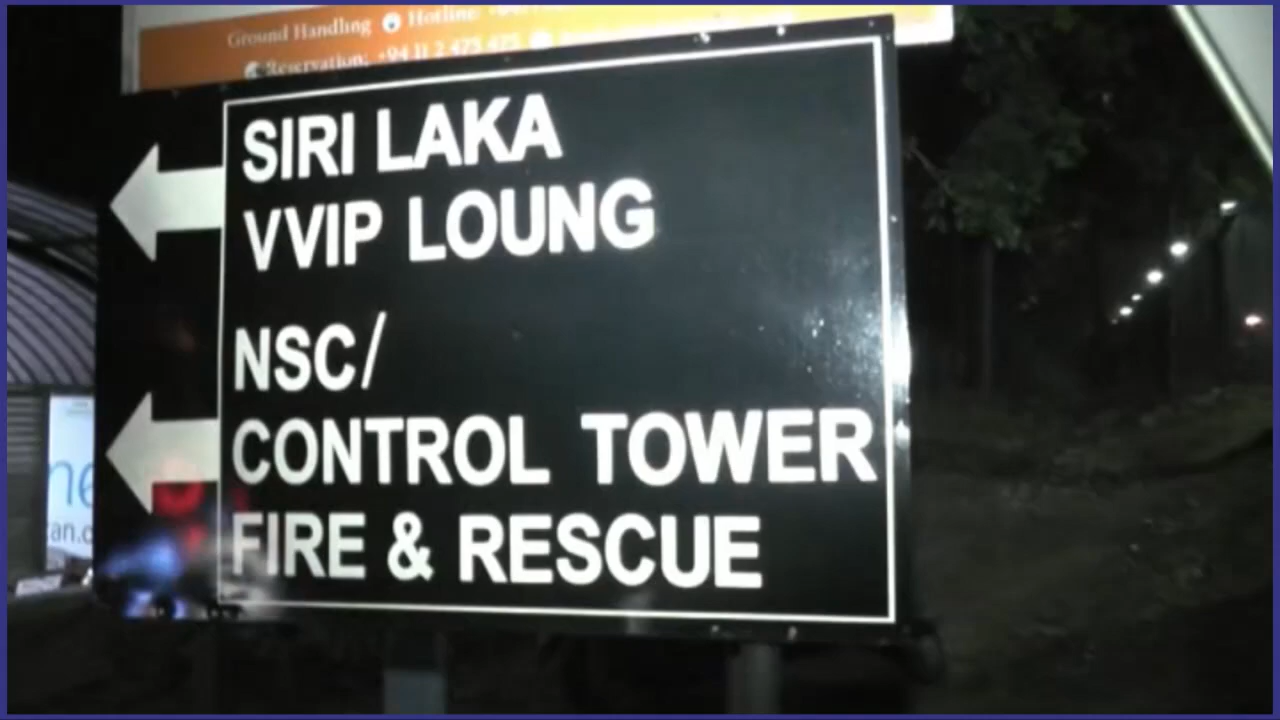 Ground Handling Hotline:
Reservation: +94 11 2 475 475
SIRI LAKA
VVIP LOUNG
NSC/
CONTROL TOWER
FIRE & RESCUE